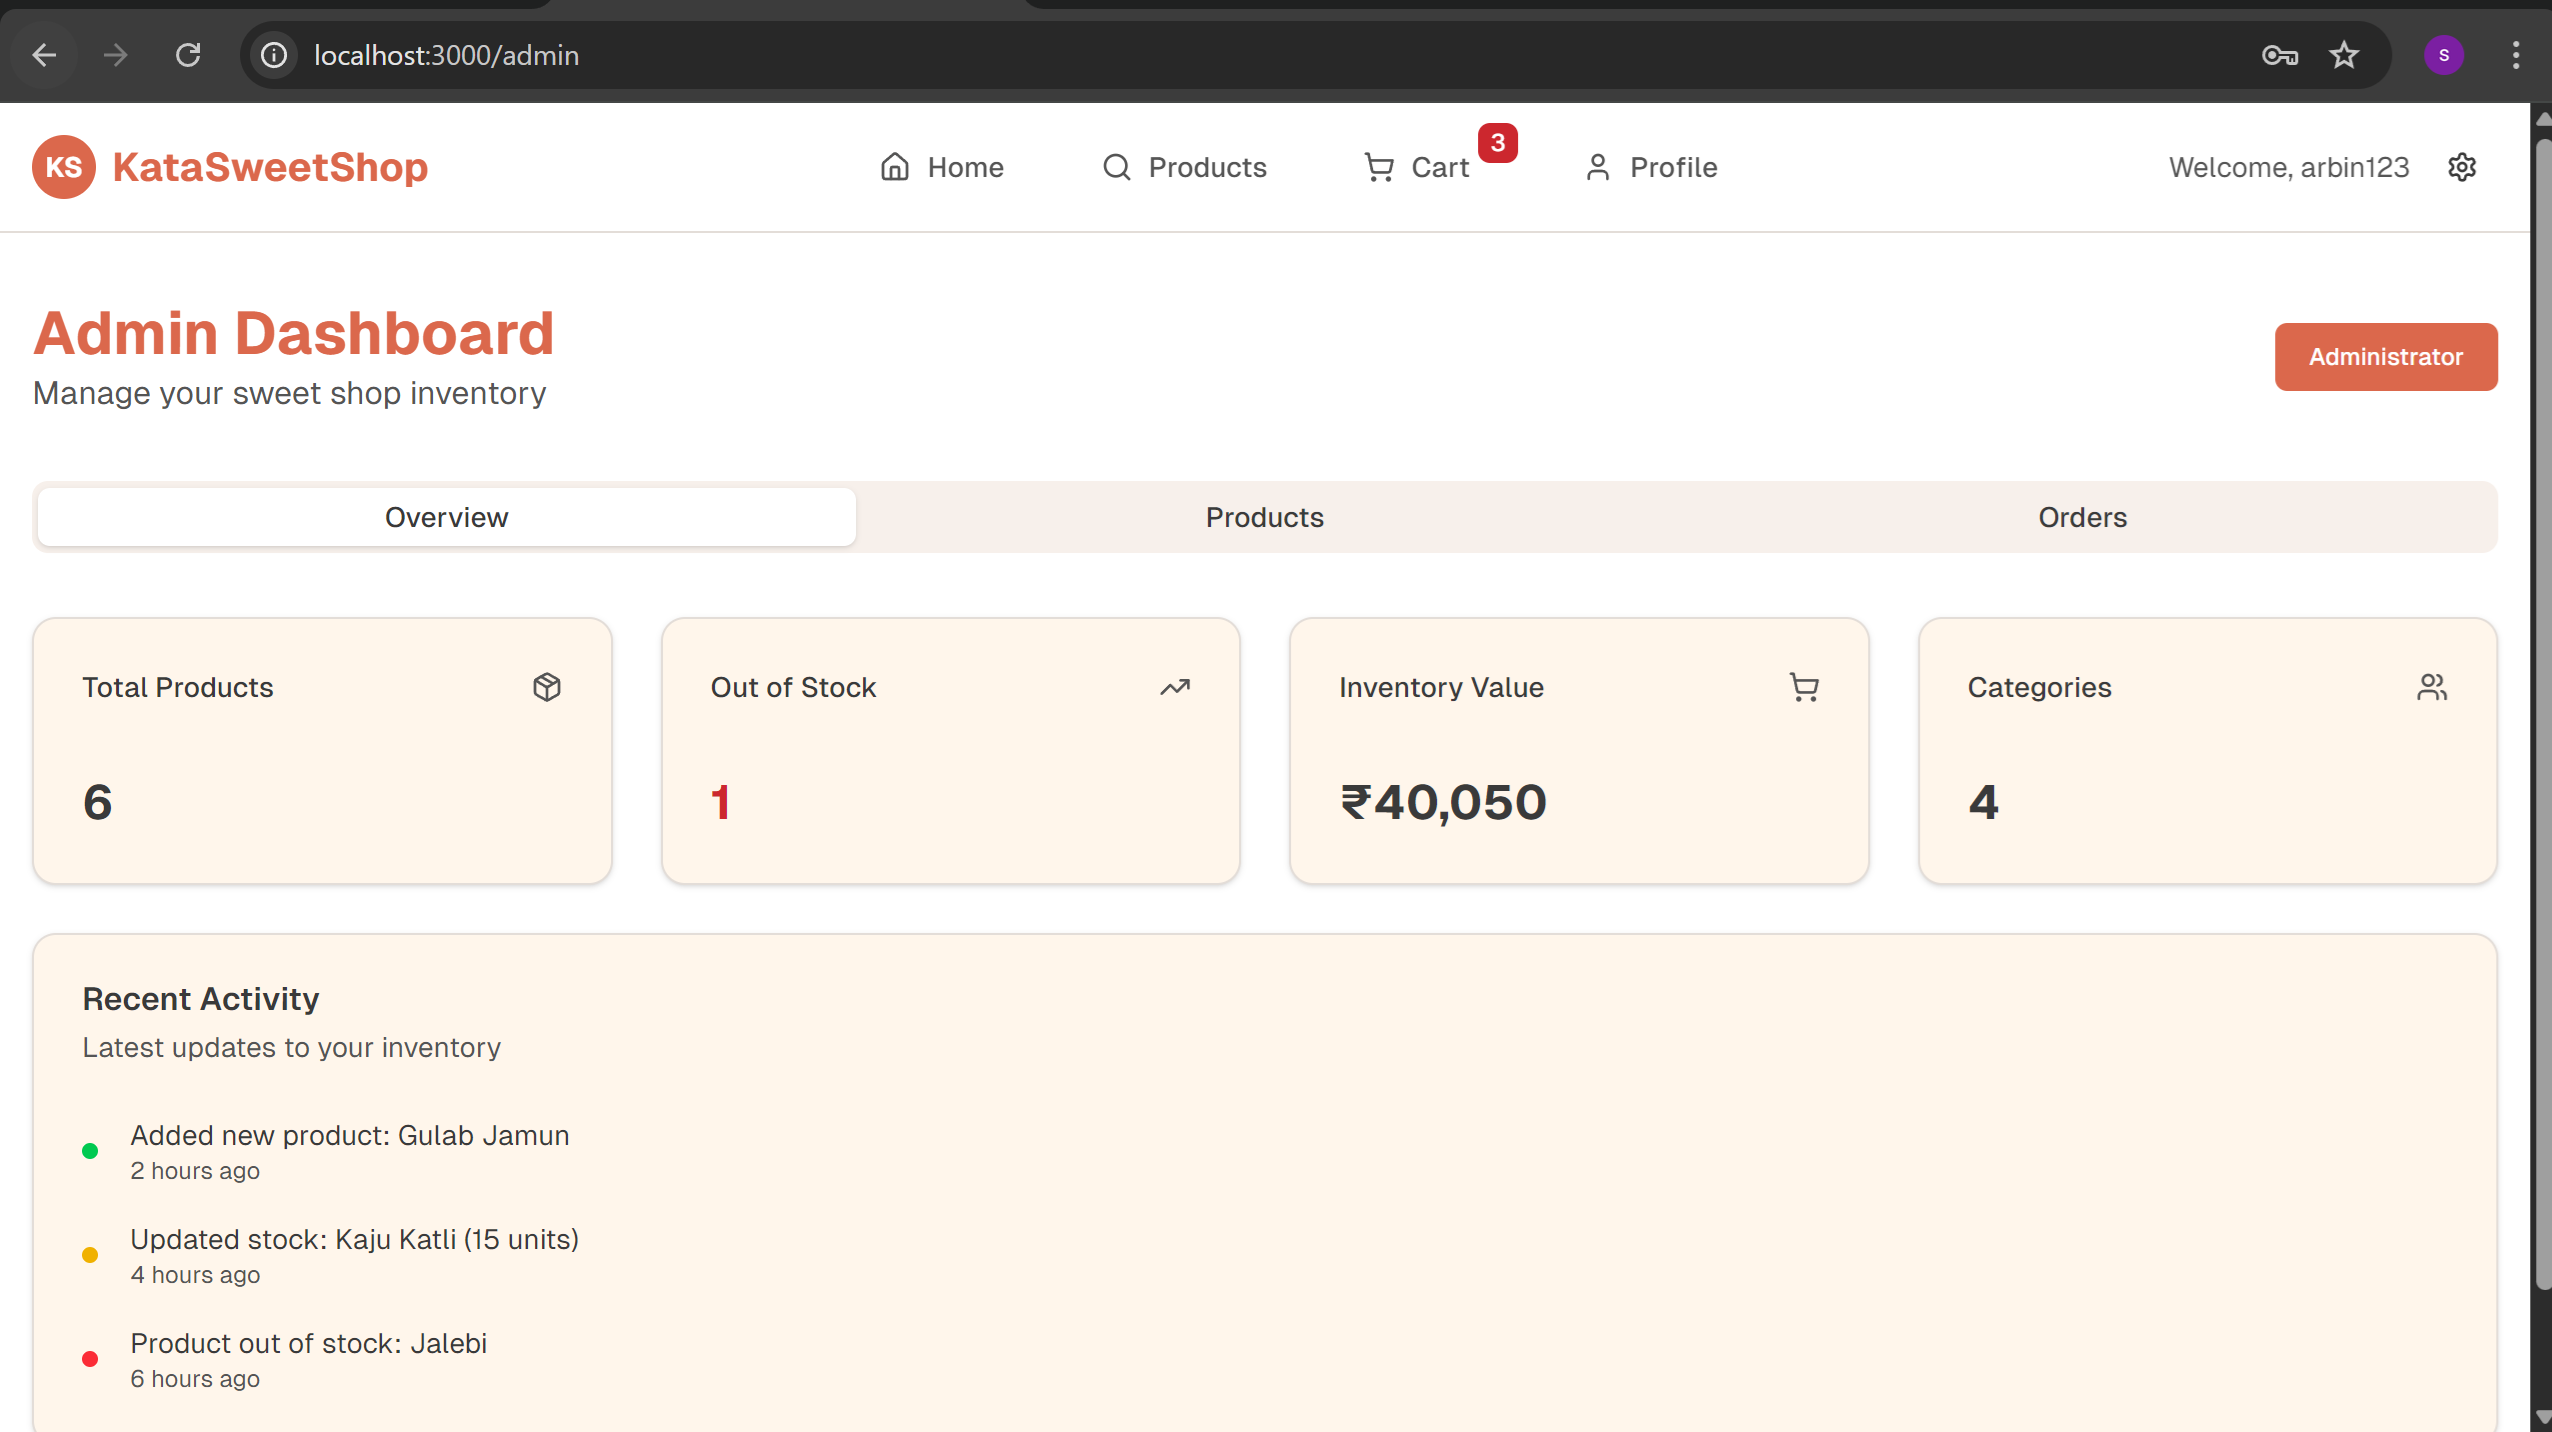 localhost:3000/admin
S
KS KataSweetShop
Home
Products
Cart 3
Profile
Welcome, arbin123
Admin Dashboard
Manage your sweet shop inventory
Administrator
Overview
Products
Orders
Total Products
6
Out of Stock
1
Inventory Value
₹40,050
Categories
4
Recent Activity
Latest updates to your inventory
Added new product: Gulab Jamun
2 hours ago
Updated stock: Kaju Katli (15 units)
4 hours ago
Product out of stock: Jalebi
6 hours ago